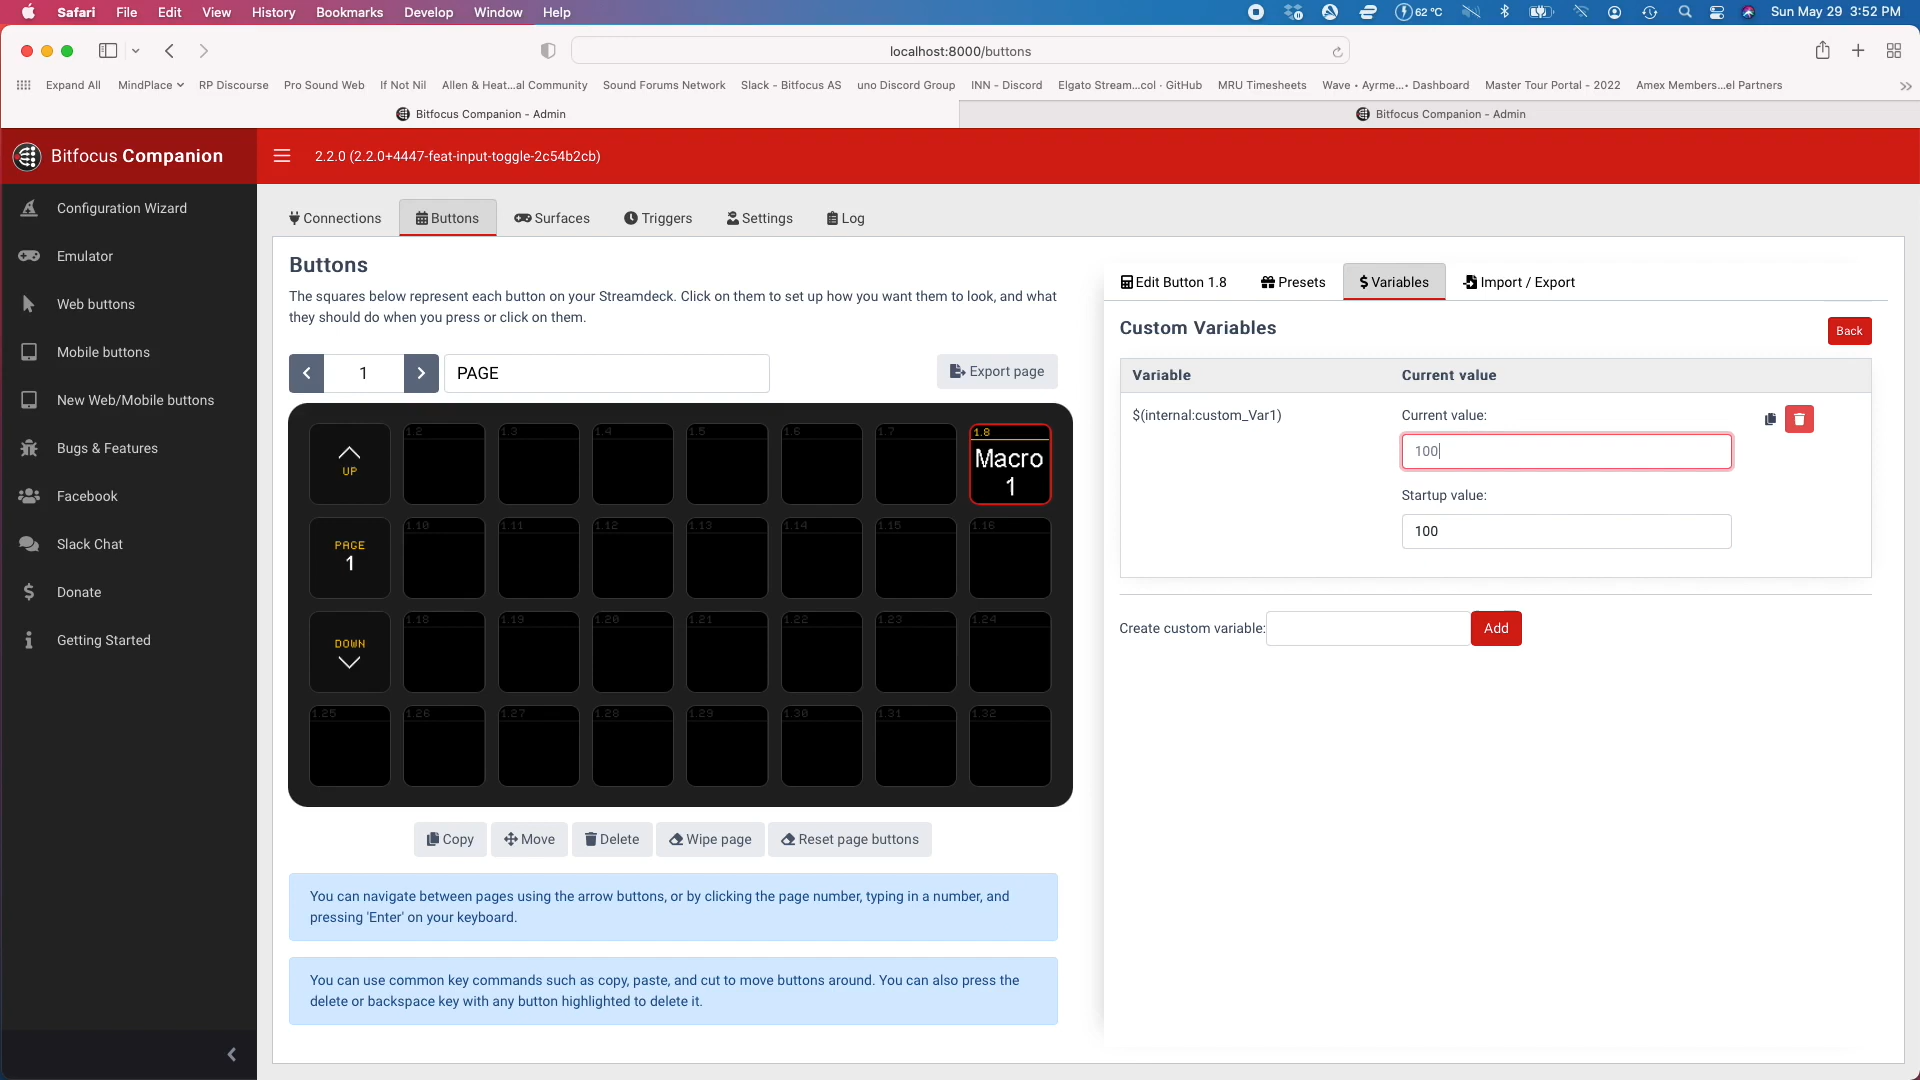 Safari File Edit View History Bookmarks Develop Window Help
62 °C
Sun May 29 3:52 PM
localhost:8000/buttons
Expand All MindPlace RP Discourse Pro Sound Web If Not Nil Allen & Heat...al Community Sound Forums Network Slack - Bitfocus AS uno Discord Group INN - Discord Elgato Stream...col · GitHub MRU Timesheets Wave • Ayrme...• Dashboard Master Tour Portal - 2022 Amex Members...el Partners
Bitfocus Companion - Admin
Bitfocus Companion - Admin
Bitfocus Companion
2.2.0 (2.2.0+4447-feat-input-toggle-2c54b2cb)
Configuration Wizard
Emulator
Web buttons
Mobile buttons
New Web/Mobile buttons
Bugs & Features
Facebook
Slack Chat
Donate
Getting Started
Connections Buttons Surfaces Triggers Settings Log
Buttons
The squares below represent each button on your Streamdeck. Click on them to set up how you want them to look, and what
they should do when you press or click on them.
1
PAGE
Export page
UP
1.2 1.3 1.4 1.5 1.6 1.7 1.8
Macro
1
PAGE
1
1.10 1.11 1.12 1.13 1.14 1.15 1.16
DOWN
1.18 1.19 1.20 1.21 1.22 1.23 1.24
1.25 1.26 1.27 1.28 1.29 1.30 1.31 1.32
Copy Move Delete Wipe page Reset page buttons
You can navigate between pages using the arrow buttons, or by clicking the page number, typing in a number, and
pressing 'Enter' on your keyboard.
You can use common key commands such as copy, paste, and cut to move buttons around. You can also press the
delete or backspace key with any button highlighted to delete it.
Edit Button 1.8 Presets Variables Import / Export
Custom Variables
Back
Variable Current value
$(internal:custom_Var1)
Current value:
100
Startup value:
100
Create custom variable:
Add